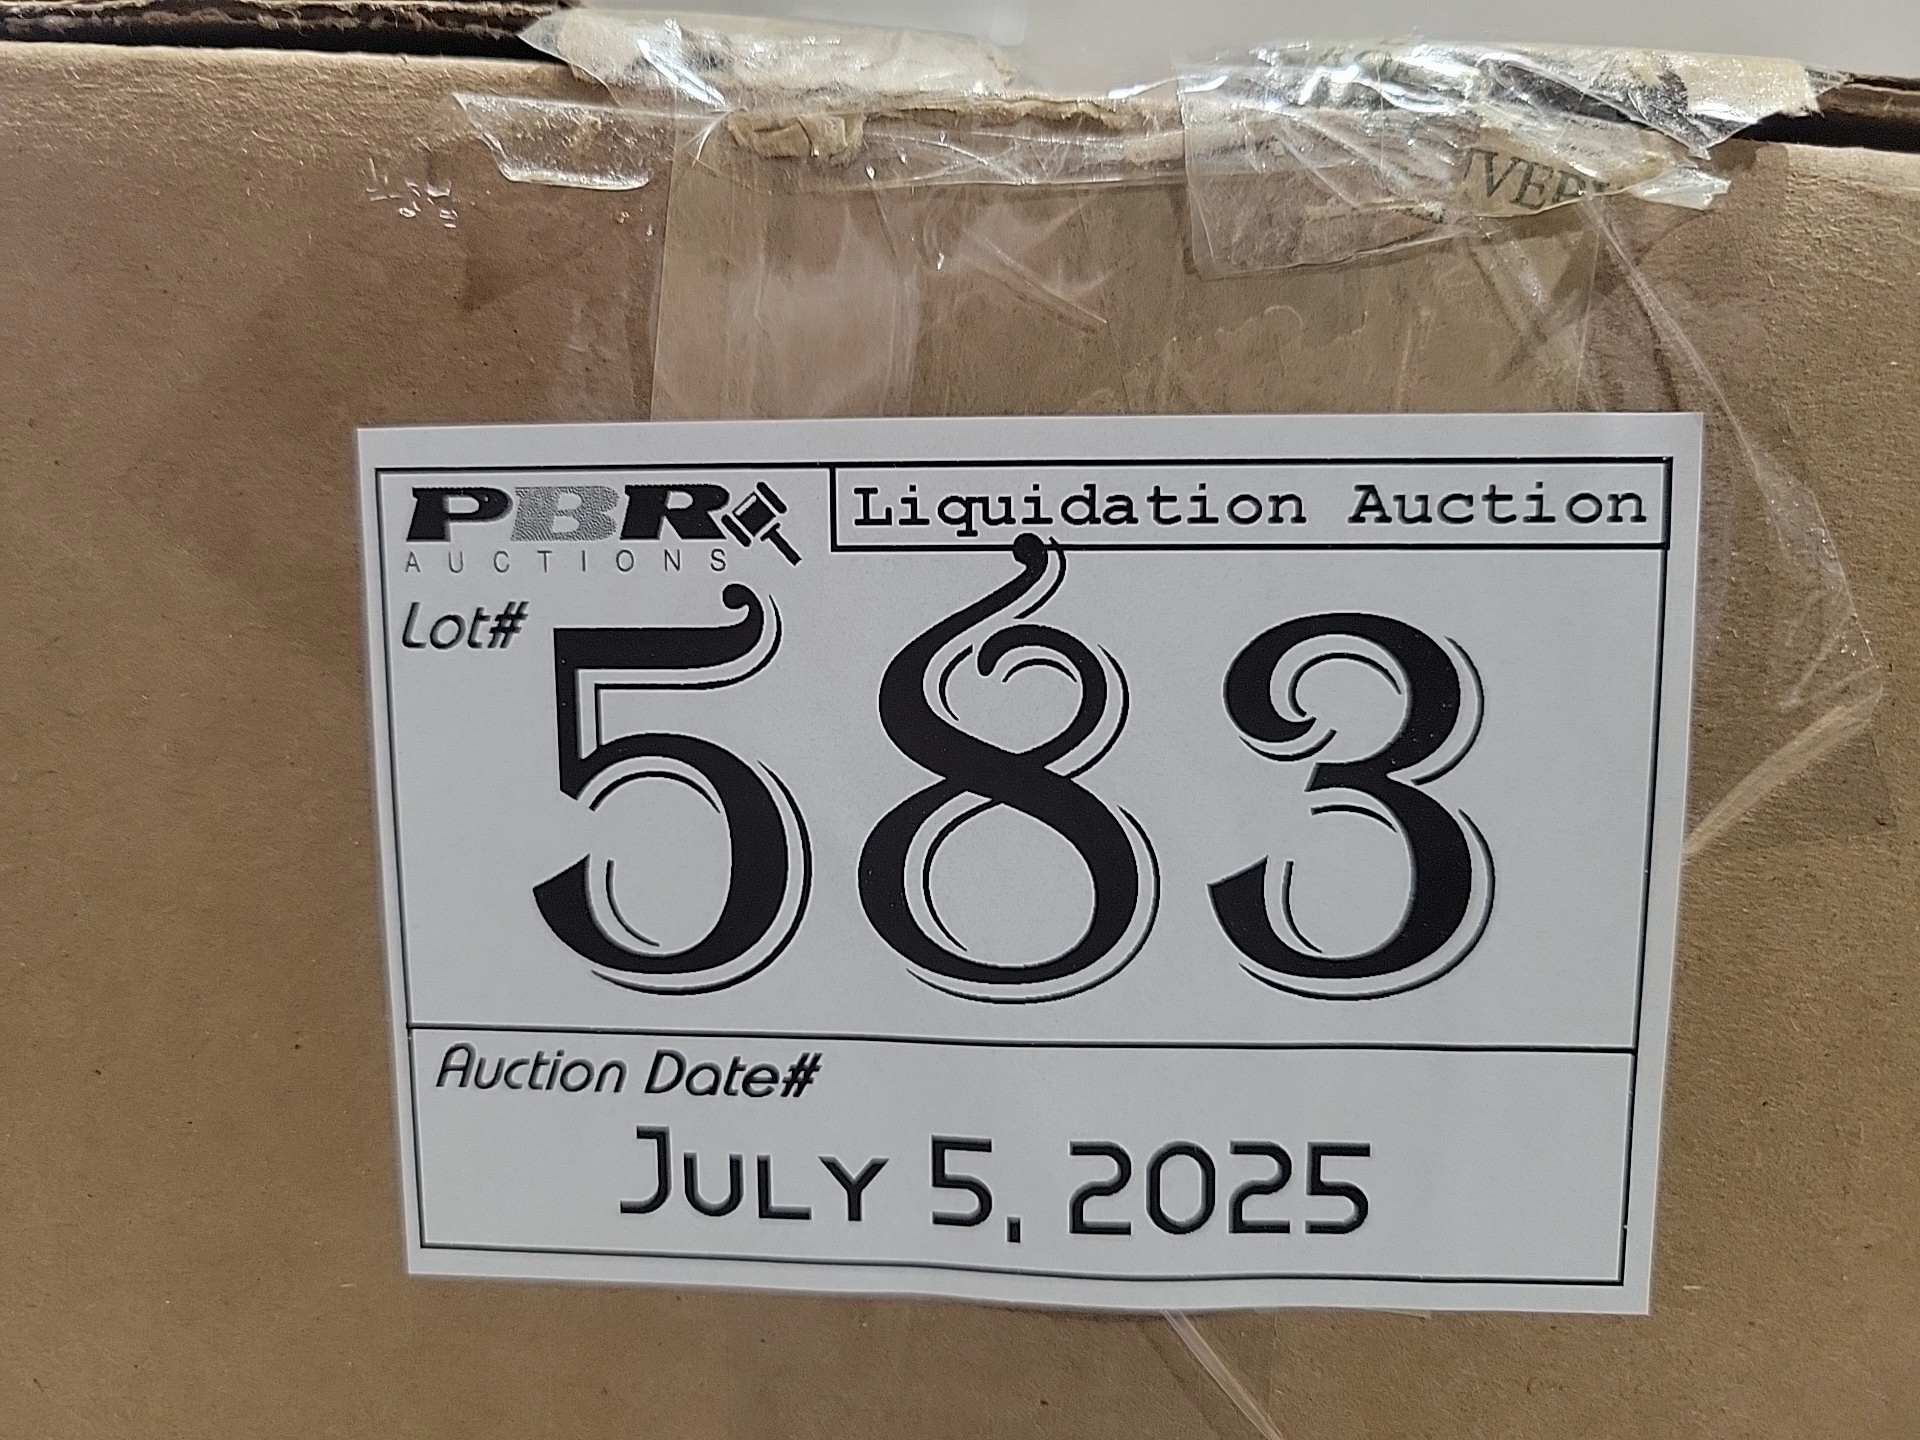 PBR
AUCTIONS
Liquidation Auction
Lot#
583
Auction Date#
July 5, 2025